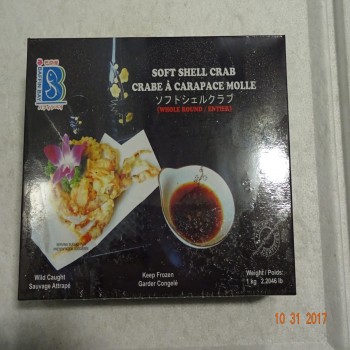 SOFT SHELL CRAB
CRABE À CARAPACE MOLLE
ソフトシェルクラブ
(WHOLE ROUND / ENTIER)
Wild Caught
Sauvage Attrapé
Keep Frozen
Garder Congelé
Weight / Poids:
1 kg 2.2046 lb
10 31 2017